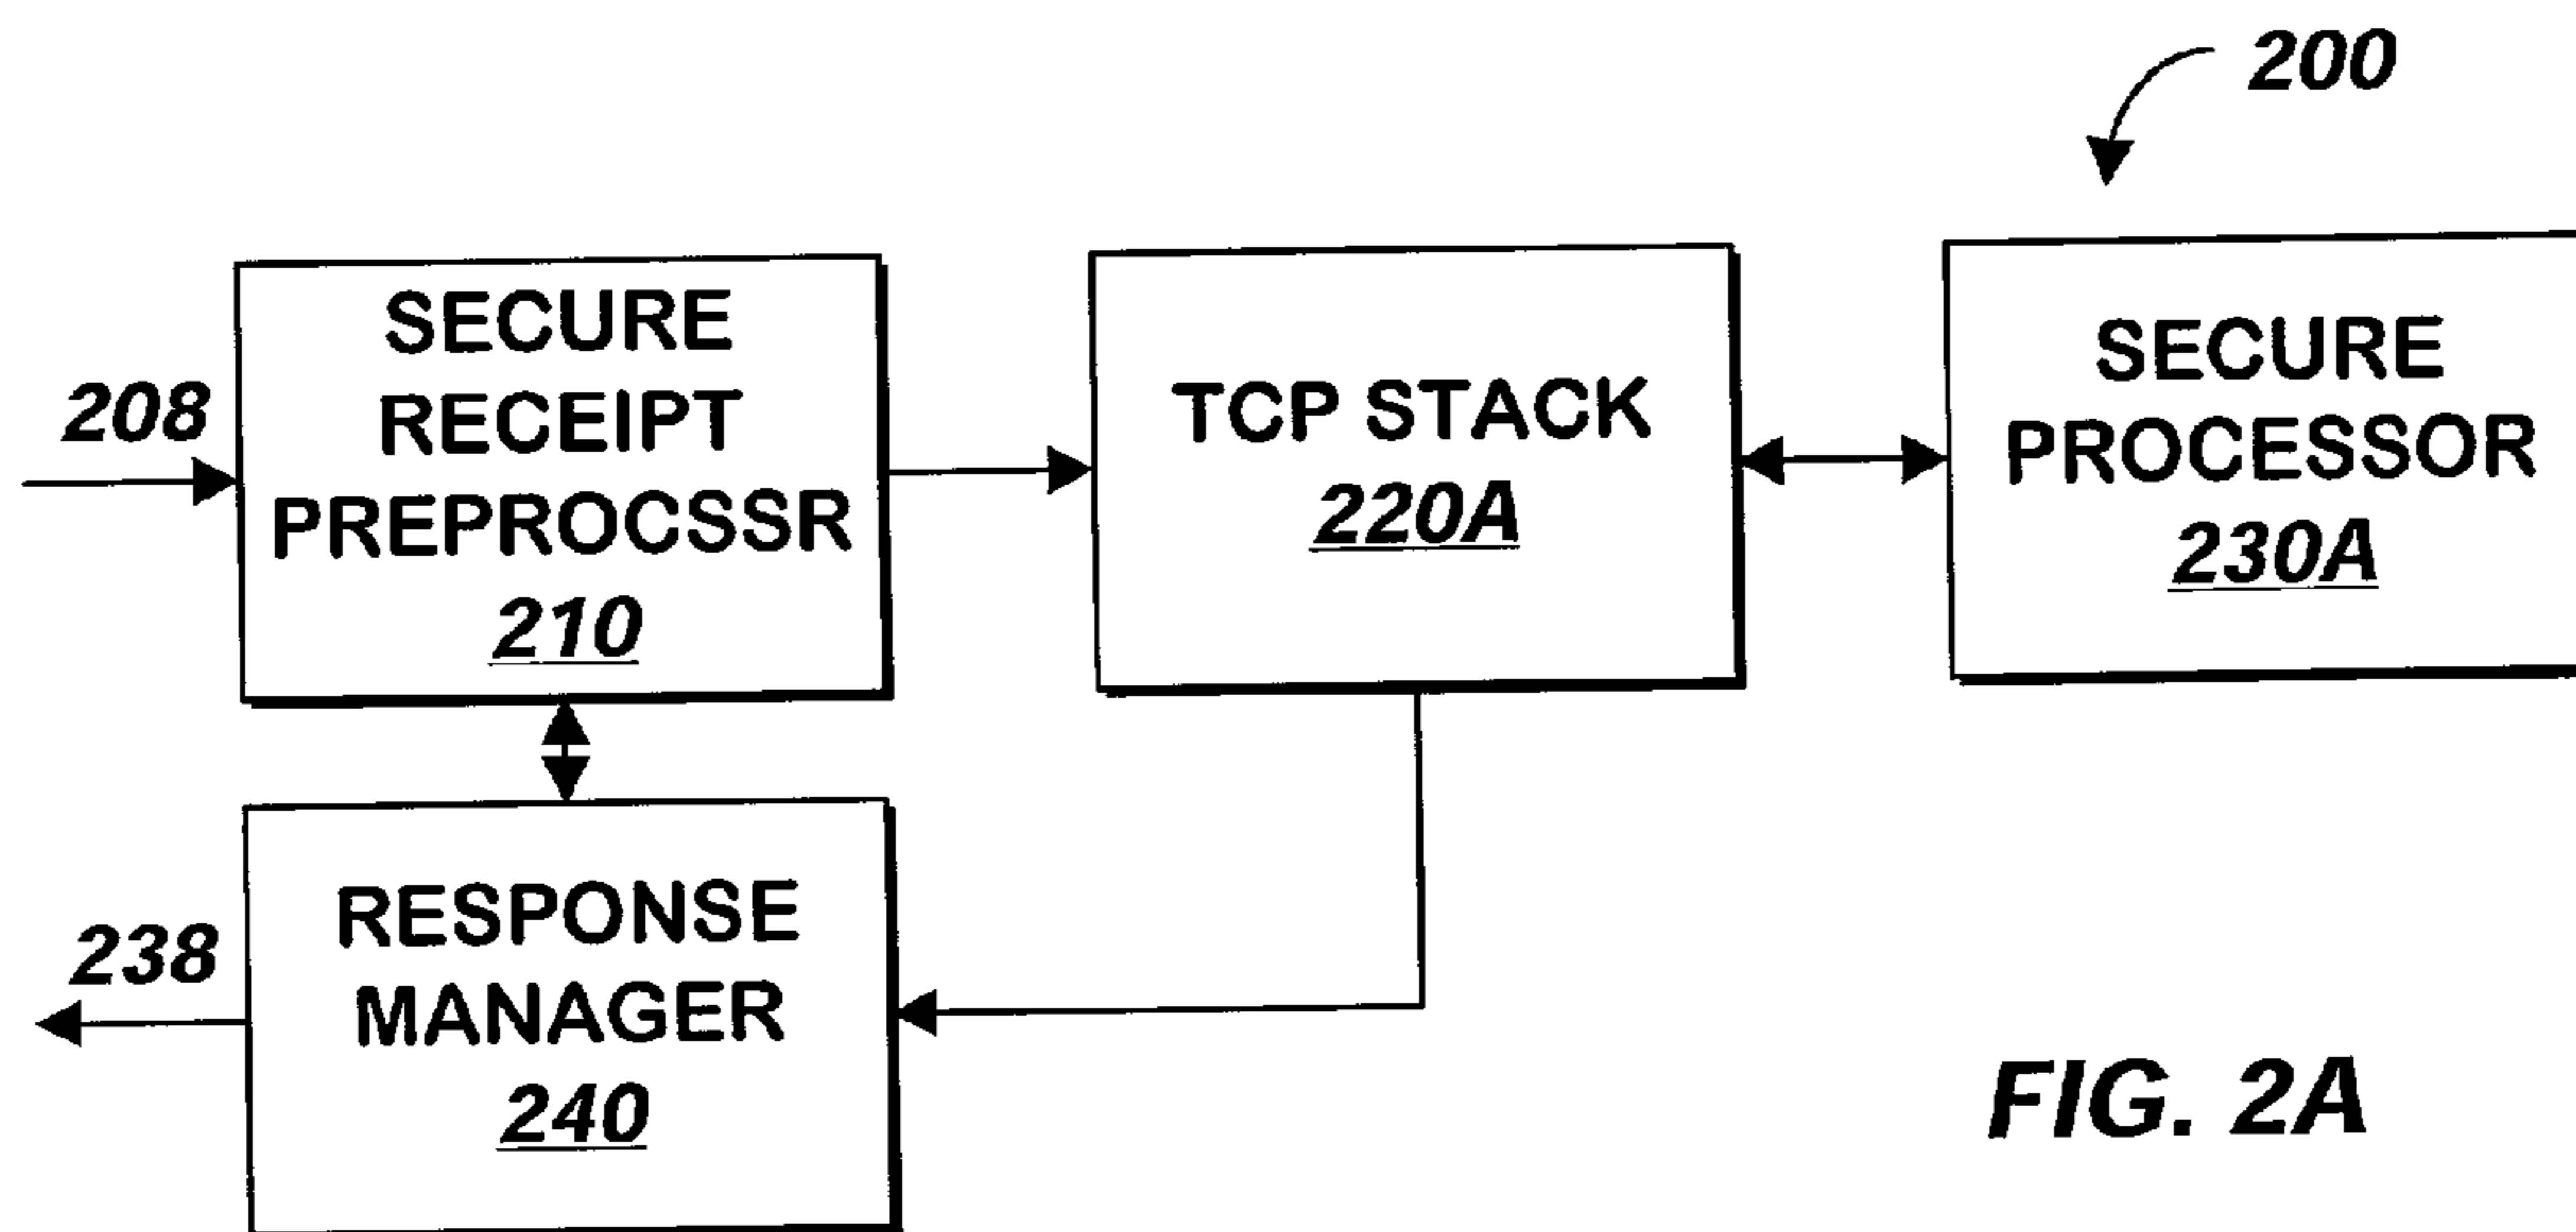 200
SECURE
RECEIPT
PREPROCSSR
210
208
TCP STACK
220A
SECURE
PROCESSOR
230A
RESPONSE
MANAGER
240
238
FIG. 2A